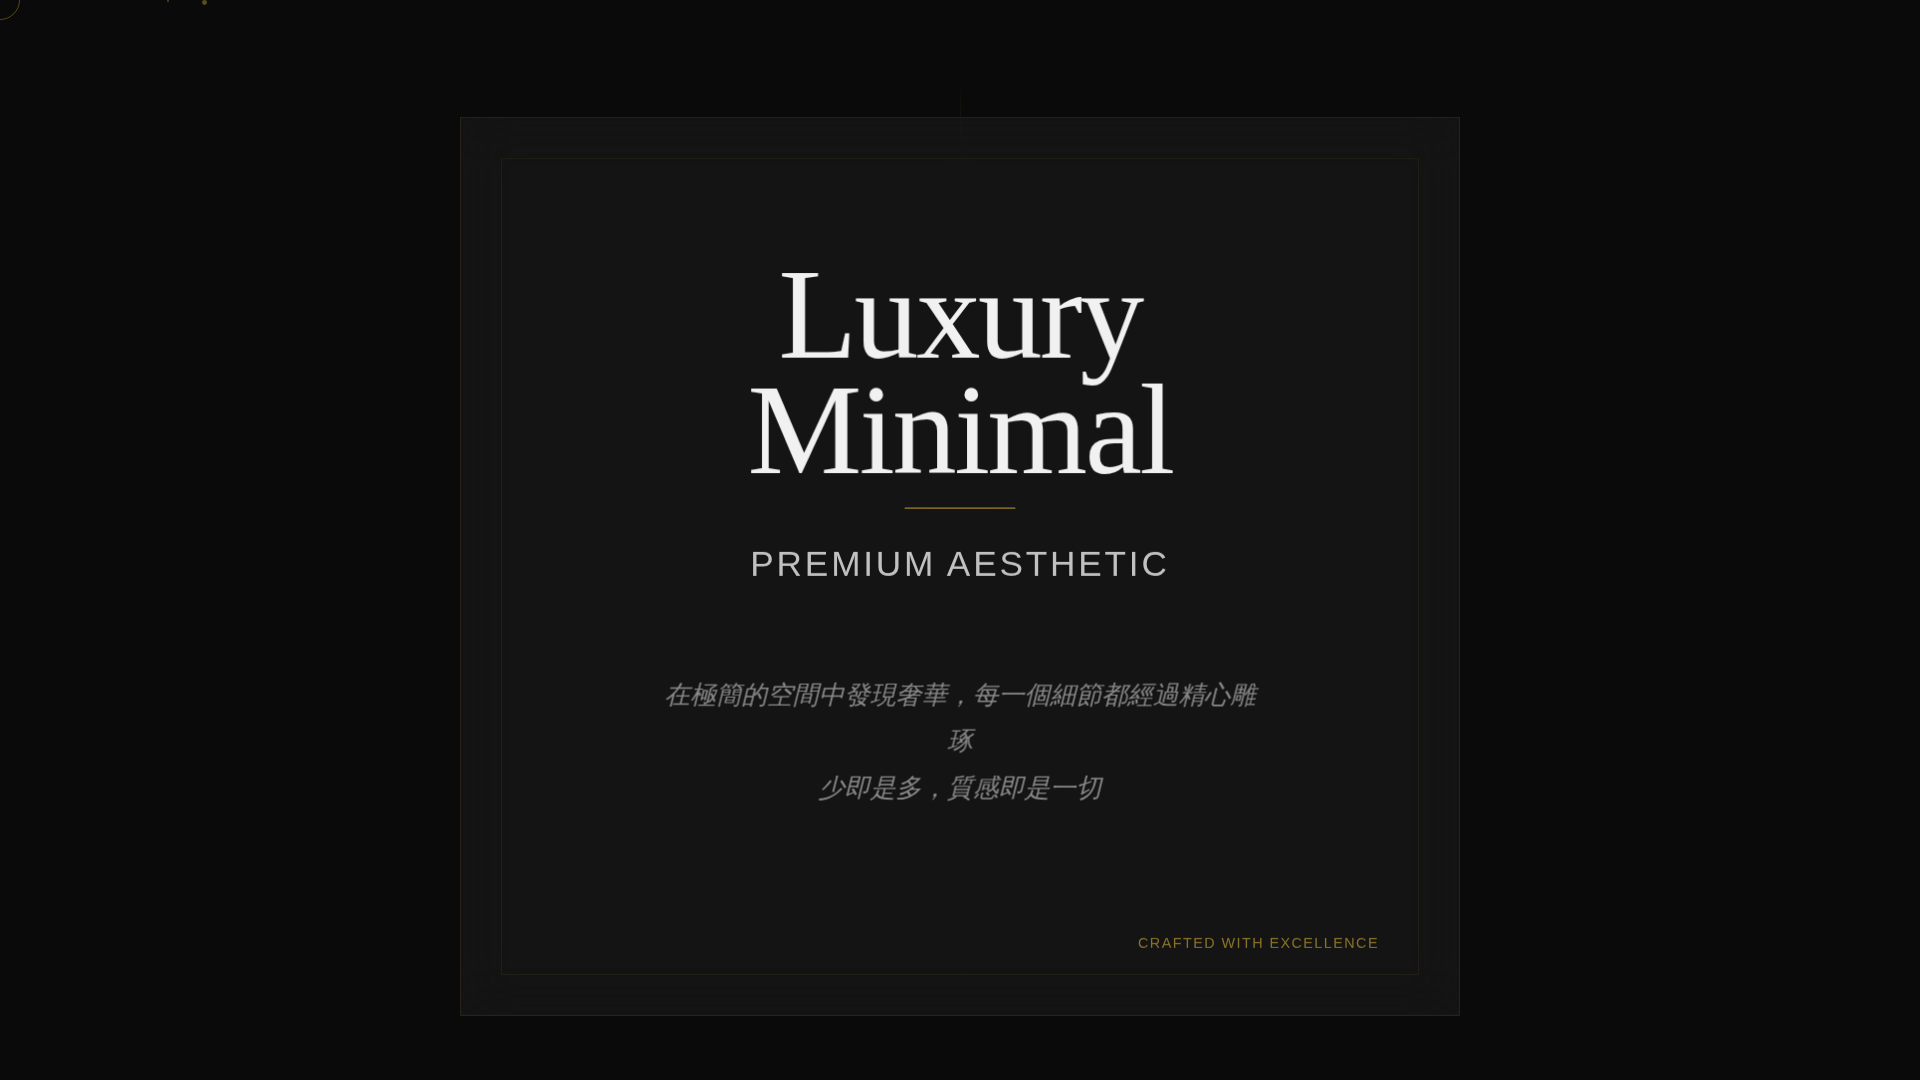 Luxury
Minimal
PREMIUM AESTHETIC
在極簡的空間中發現奢華，每一個細節都經過精心雕
琢
少即是多，質感即是一切
CRAFTED WITH EXCELLENCE